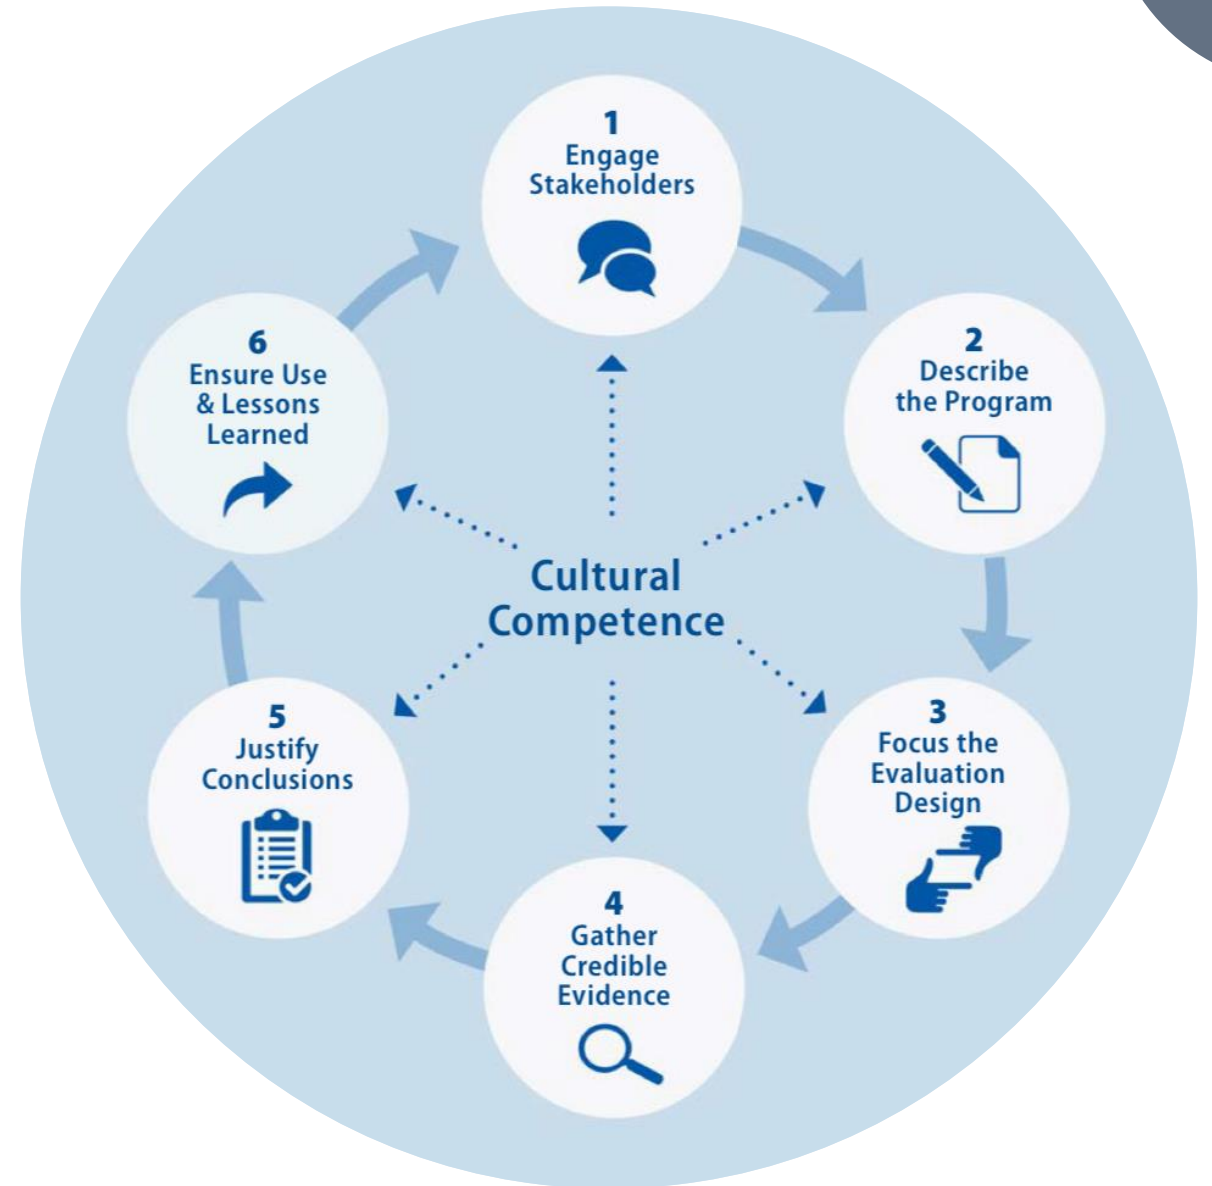 1
Engage
Stakeholders
2
Describe
the Program
3
Focus the
Evaluation
Design
4
Gather
Credible
Evidence
5
Justify
Conclusions
6
Ensure Use
& Lessons
Learned
Cultural
Competence